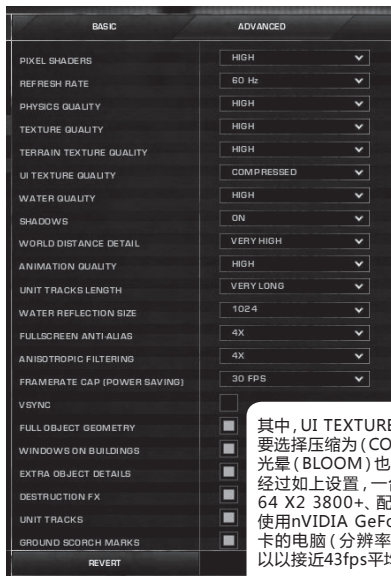 BASIC ADVANCED
PIXEL SHADERS HIGH
REFRESH RATE 60 Hz
PHYSICS QUALITY HIGH
TEXTURE QUALITY HIGH
TERRAIN TEXTURE QUALITY HIGH
UI TEXTURE QUALITY COMPRESSED
WATER QUALITY HIGH
SHADOWS ON
WORLD DISTANCE DETAIL VERY HIGH
ANIMATION QUALITY HIGH
UNIT TRACKS LENGTH VERY LONG
WATER REFLECTION SIZE 1024
FULLSCREEN ANTI-ALIAS 4X
ANISOTROPIC FILTERING 4X
FRAMERATE CAP (POWER SAVING) 30 FPS
VSYNC
FULL OBJECT GEOMETRY
WINDOWS ON BUILDINGS
EXTRA OBJECT DETAILS
DESTRUCTION FX
UNIT TRACKS
GROUND SCORCH MARKS
REVERT
其中,UI TEXTURE
要选择压缩为(CO
光晕(BLOOM)也
经过如上设置,一
64 X2 3800+、配
使用nVIDIA GeFo
卡的电脑(分辨率
以以接近43fps平均